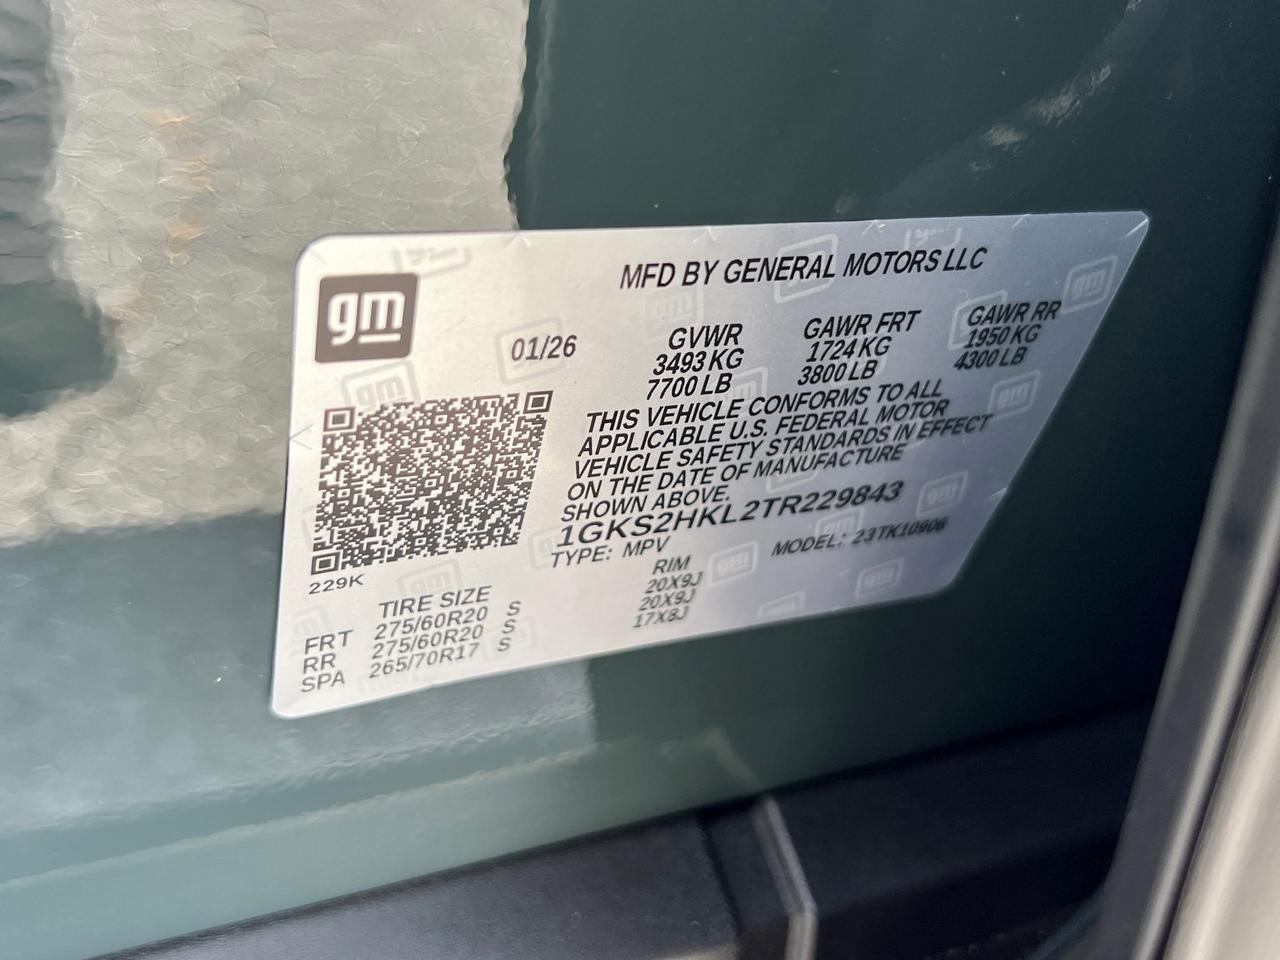 gm
MFD BY GENERAL MOTORS LLC
01/26
GVWR GAWR FRT GAWR RR
3493 KG 1724 KG 1950 KG
7700 LB 3800 LB 4300 LB
THIS VEHICLE CONFORMS TO ALL
APPLICABLE U.S. FEDERAL MOTOR
VEHICLE SAFETY STANDARDS IN EFFECT
ON THE DATE OF MANUFACTURE
SHOWN ABOVE.
1GKS2HKL2TR229843
TYPE: MPV MODEL: 23TK10906
229K
TIRE SIZE RIM
FRT 275/60R20 S 20X9J
RR 275/60R20 S 20X9J
SPA 265/70R17 S 17X8J